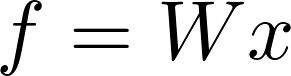 f = Wx